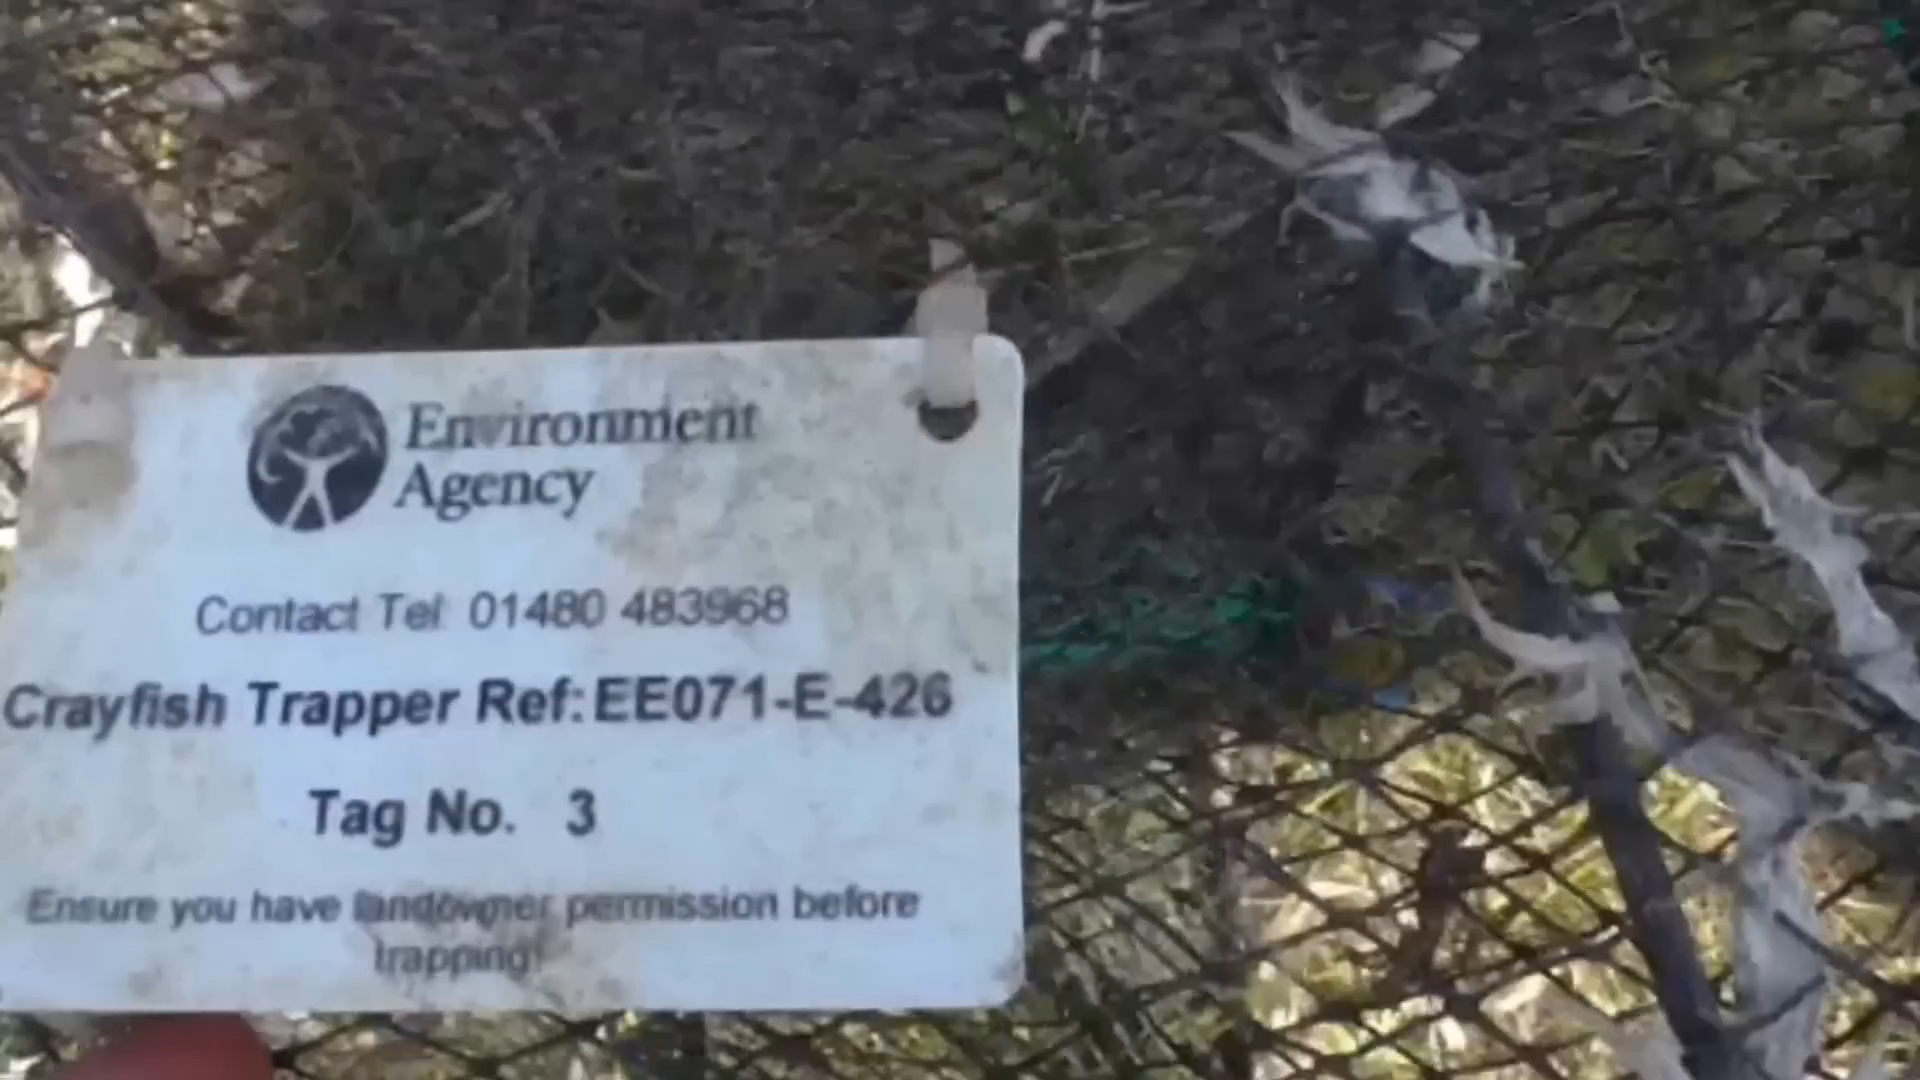 Environment
Agency
Contact Tel: 01480 483968
Crayfish Trapper Ref: EE071-E-426
Tag No. 3
Ensure you have landowner permission before
trapping!